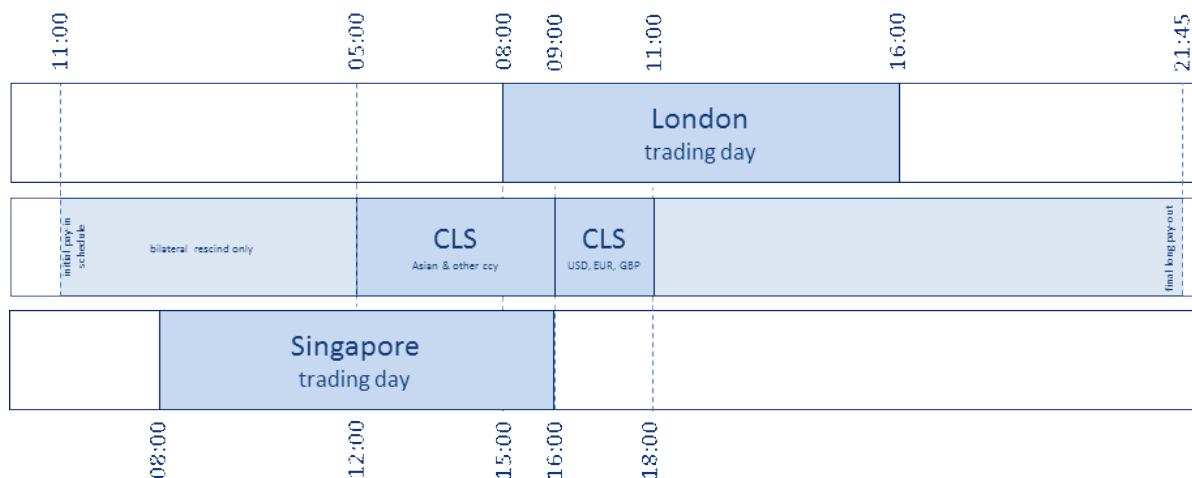 11:00
05:00
08:00
09:00
11:00
16:00
21:45
London
trading day
initial pay-in
schedule
bilateral rescind only
CLS
Asian & other ccy
CLS
USD, EUR, GBP
final long pay-out
Singapore
trading day
08:00
12:00
15:00
16:00
18:00